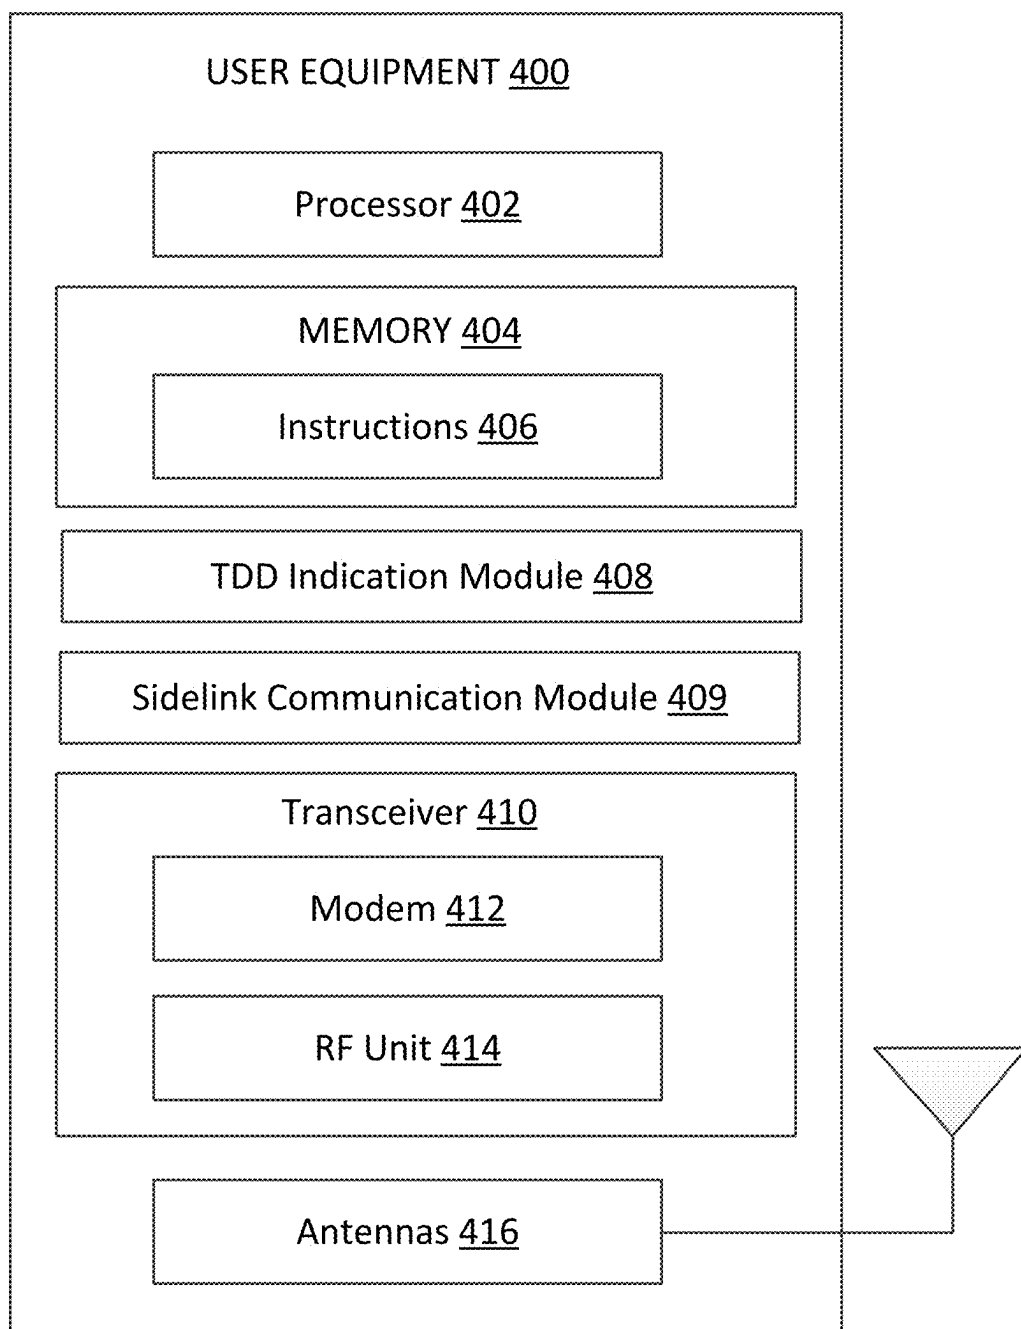 USER EQUIPMENT 400
Processor 402
MEMORY 404
Instructions 406
TDD Indication Module 408
Sidelink Communication Module 409
Transceiver 410
Modem 412
RF Unit 414
Antennas 416